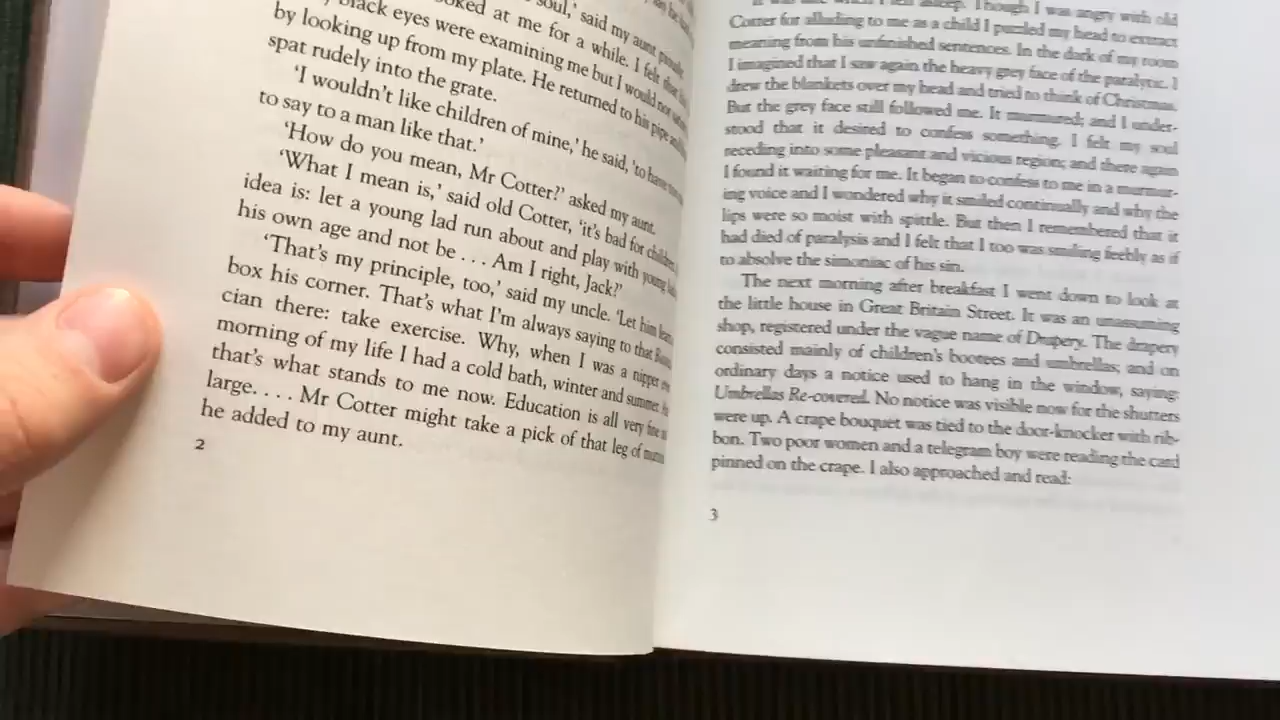 soul,' said my aunt
looked at me for a while. I felt that his
black eyes were examining me but I would not
by looking up from my plate. He returned to his pipe and
spat rudely into the grate.
'I wouldn't like children of mine,' he said, 'to have
to say to a man like that.'
'How do you mean, Mr Cotter?' asked my aunt.
'What I mean is,' said old Cotter, 'it's bad for children.
idea is: let a young lad run about and play with young
his own age and not be . . . Am I right, Jack?'
'That's my principle, too,' said my uncle. 'Let him learn
box his corner. That's what I'm always saying to that
cian there: take exercise. Why, when I was a nipper
morning of my life I had a cold bath, winter and summer.
that's what stands to me now. Education is all very fine
large. . . . Mr Cotter might take a pick of that leg of
he added to my aunt.
2
It was late when I fell asleep. Though I was angry with old
Cotter for alluding to me as a child I puzzled my head to extract
meaning from his unfinished sentences. In the dark of my room
I imagined that I saw again the heavy grey face of the paralytic. I
drew the blankets over my head and tried to think of Christmas.
But the grey face still followed me. It murmured; and I under-
stood that it desired to confess something. I felt my soul
receding into some pleasant and vicious region; and there again
I found it waiting for me. It began to confess to me in a murmur-
ing voice and I wondered why it smiled continually and why the
lips were so moist with spittle. But then I remembered that it
had died of paralysis and I felt that I too was smiling feebly as if
to absolve the simoniac of his sin.
The next morning after breakfast I went down to look at
the little house in Great Britain Street. It was an unassuming
shop, registered under the vague name of Drapery. The drapery
consisted mainly of children's bootees and umbrellas; and on
ordinary days a notice used to hang in the window, saying:
Umbrellas Re-covered. No notice was visible now for the shutters
were up. A crape bouquet was tied to the door-knocker with rib-
bon. Two poor women and a telegram boy were reading the card
pinned on the crape. I also approached and read:
3